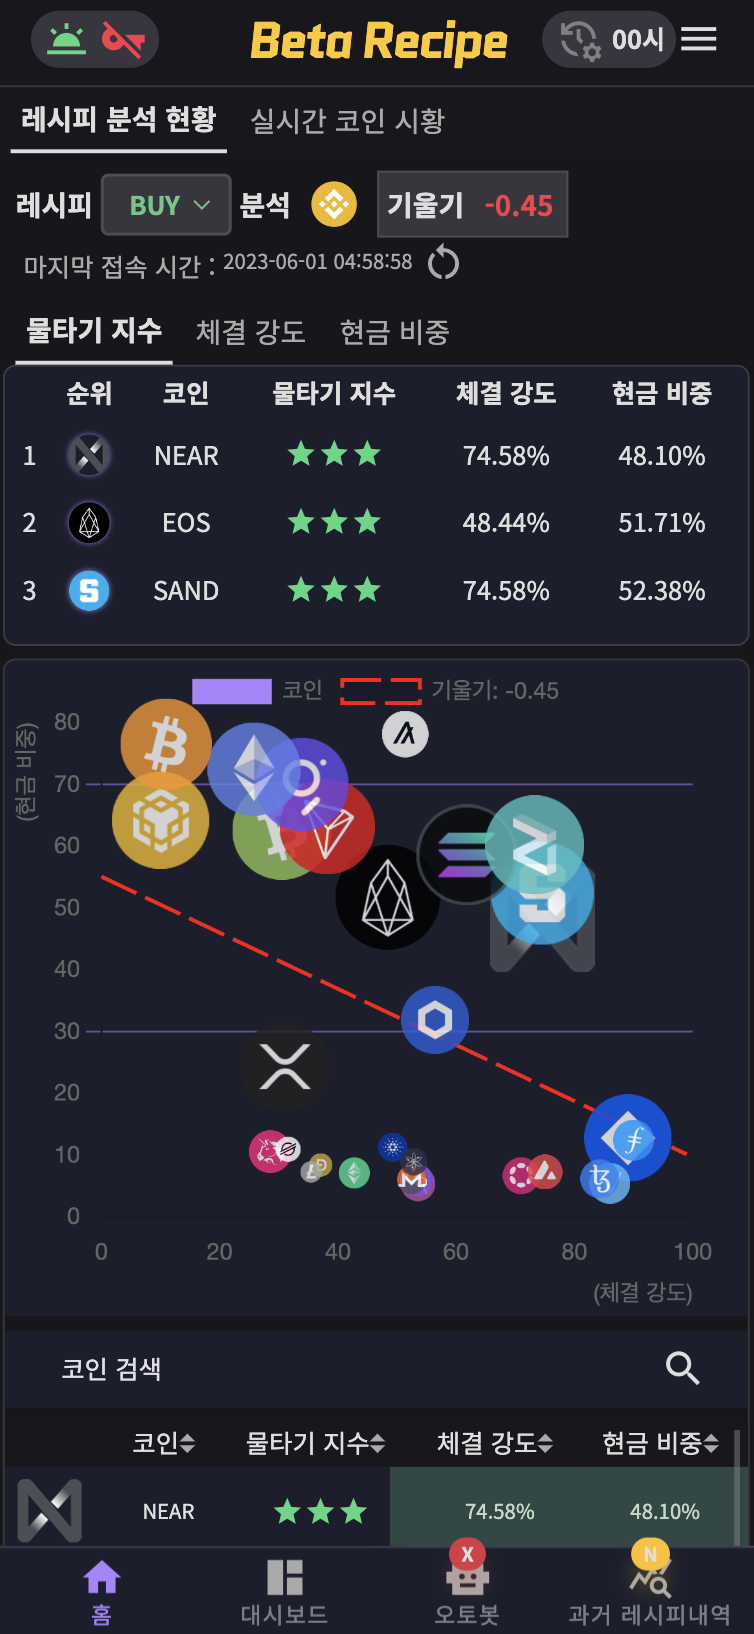 Beta Recipe 00시
레시피 분석 현황 실시간 코인 시황
레시피 BUY 분석 기울기 -0.45
마지막 접속 시간 : 2023-06-01 04:58:58
물타기 지수 체결 강도 현금 비중
순위 코인 물타기 지수 체결 강도 현금 비중
1 NEAR 74.58% 48.10%
2 EOS 48.44% 51.71%
3 SAND 74.58% 52.38%
코인 기울기: -0.45
(현금 비중)
80
70
60
50
40
30
20
10
0
0 20 40 60 80 100
(체결 강도)
코인 검색
코인 물타기 지수 체결 강도 현금 비중
NEAR 74.58% 48.10%
X N
홈 대시보드 오토봇 과거 레시피내역